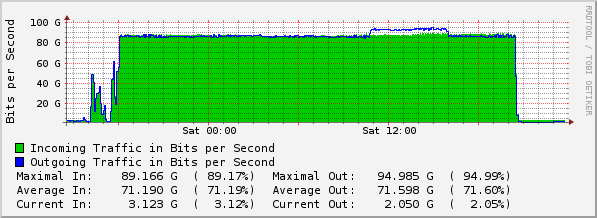 100 G
80 G
60 G
40 G
20 G
Bits per Second
RRDTOOL / TOBI OETIKER
Sat 00:00
Sat 12:00
Incoming Traffic in Bits per Second
Outgoing Traffic in Bits per Second
Maximal In: 89.166 G ( 89.17%) Maximal Out: 94.985 G ( 94.99%)
Average In: 71.190 G ( 71.19%) Average Out: 71.598 G ( 71.60%)
Current In: 3.123 G ( 3.12%) Current Out: 2.050 G ( 2.05%)